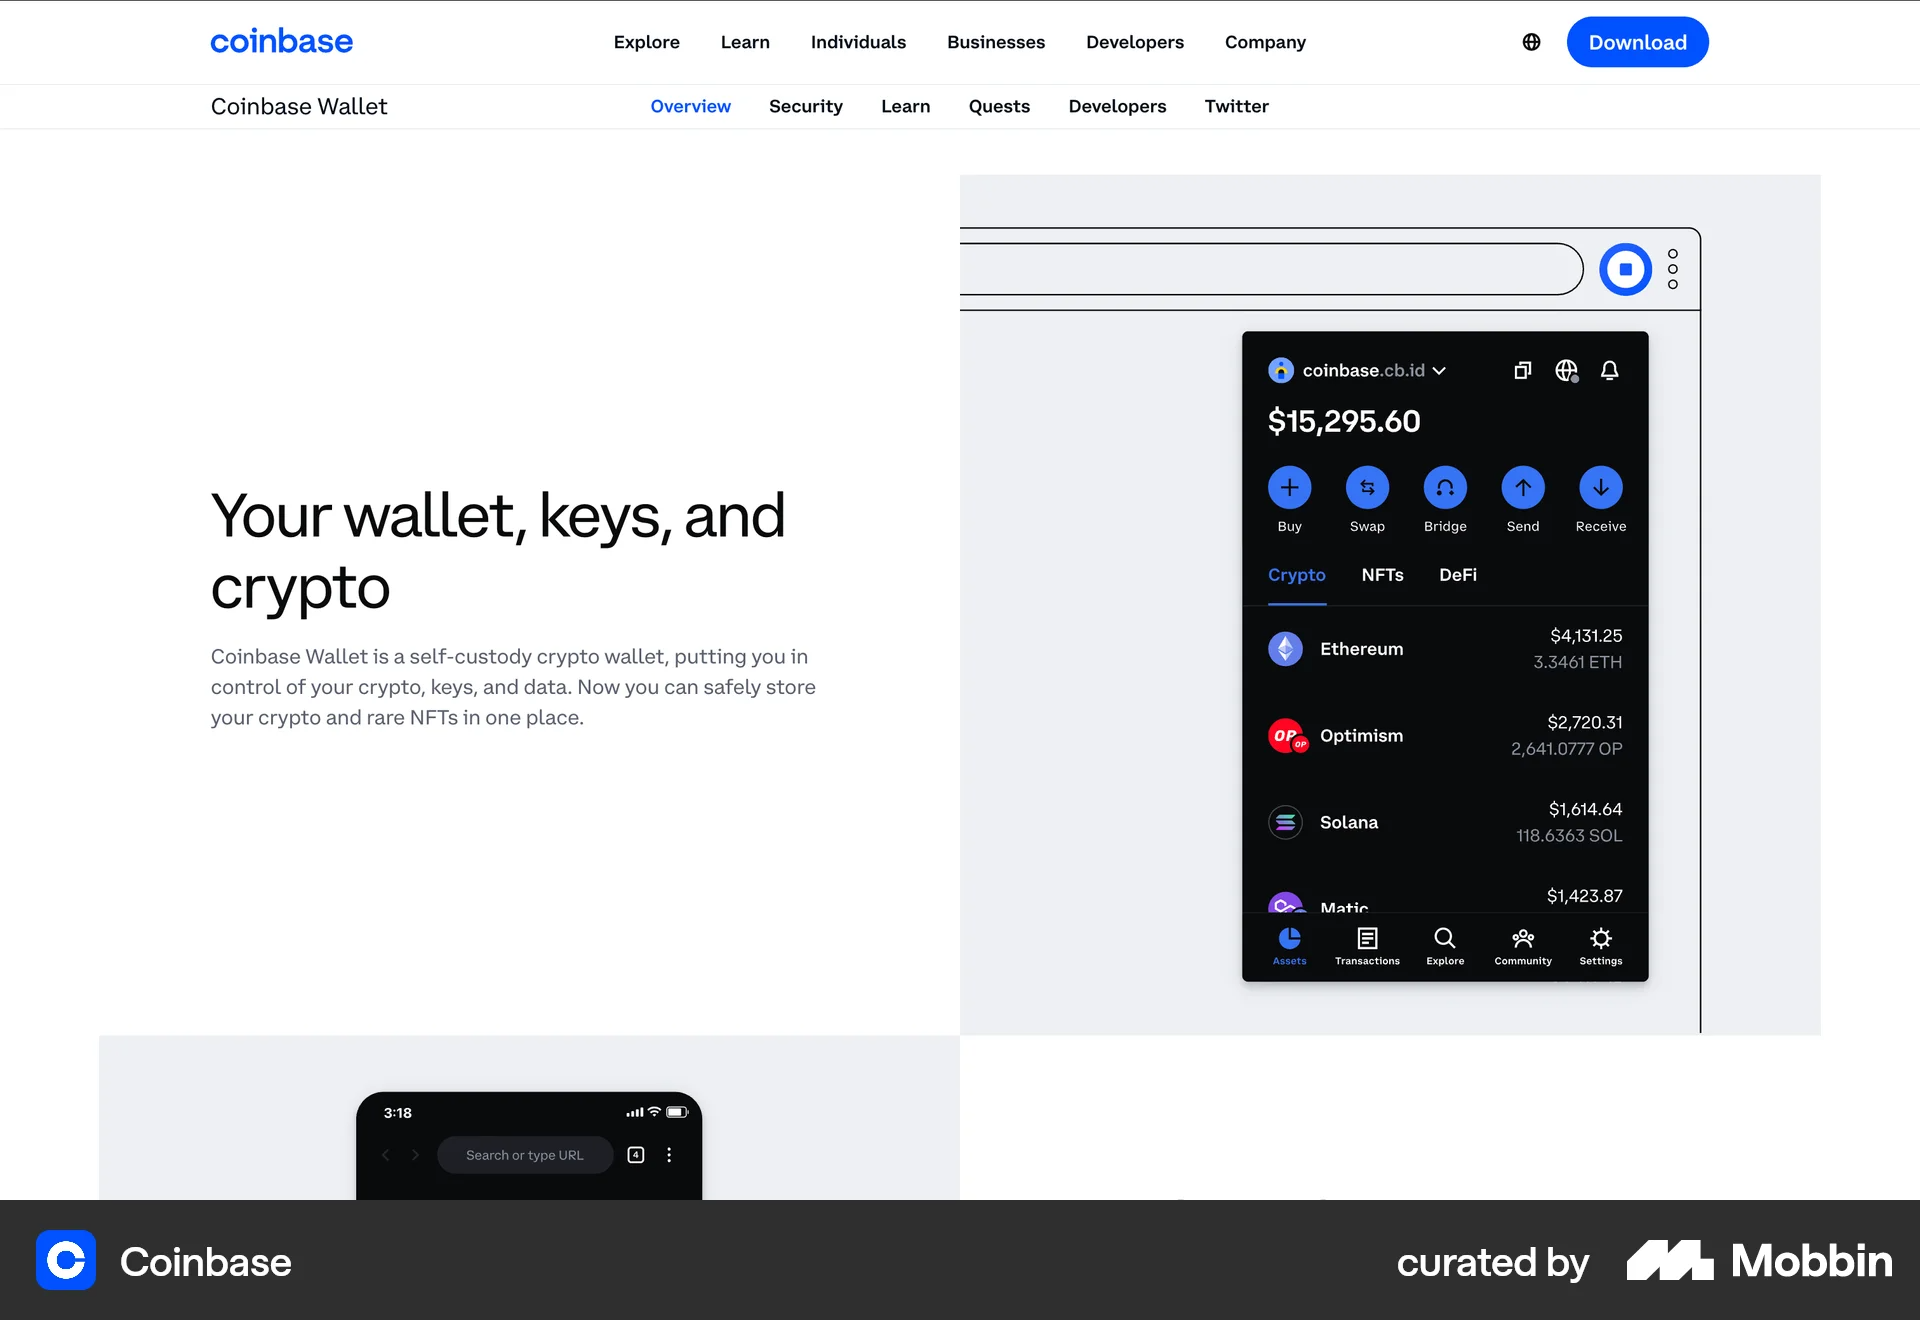 coinbase
Explore Learn Individuals Businesses Developers Company
Download
Coinbase Wallet
Overview Security Learn Quests Developers Twitter
Your wallet, keys, and
crypto
Coinbase Wallet is a self-custody crypto wallet, putting you in
control of your crypto, keys, and data. Now you can safely store
your crypto and rare NFTs in one place.
coinbase.cb.id
$15,295.60
Buy Swap Bridge Send Receive
Crypto NFTs DeFi
Ethereum
$4,131.25
3.3461 ETH
OP OP
Optimism
$2,720.31
2,641.0777 OP
Solana
$1,614.64
118.6363 SOL
Matic
$1,423.87
Assets Transactions Explore Community Settings
3:18
Search or type URL
4
Coinbase
curated by
Mobbin